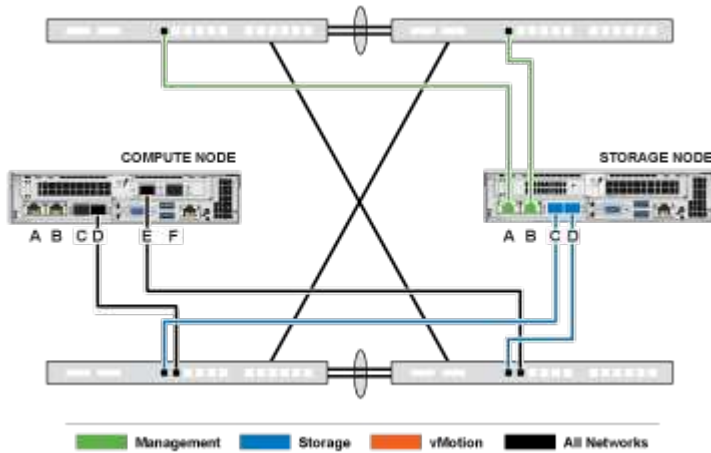 COMPUTE NODE
STORAGE NODE
A B C D E F
A B C D
Management Storage vMotion All Networks